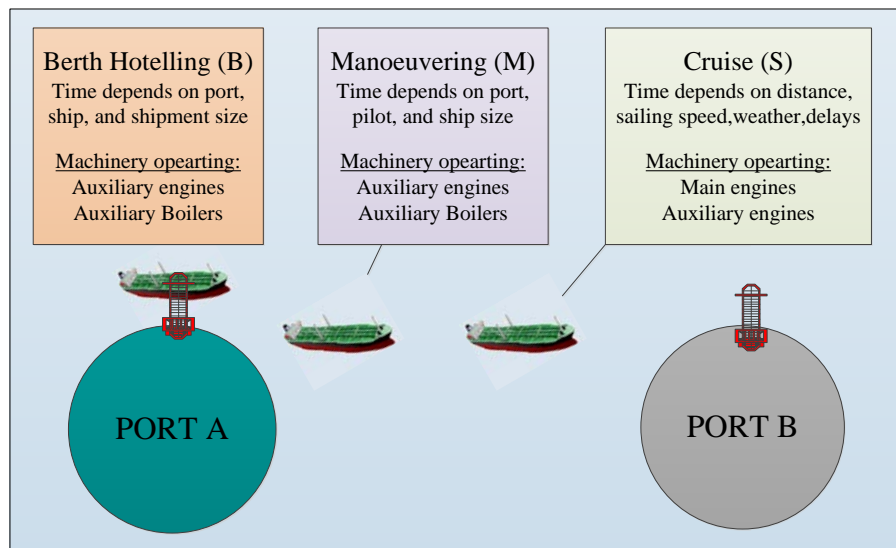 Berth Hotelling (B)
Time depends on port,
ship, and shipment size
Machinery opearting:
Auxiliary engines
Auxiliary Boilers
Manoeuvering (M)
Time depends on port,
pilot, and ship size
Machinery opearting:
Auxiliary engines
Auxiliary Boilers
Cruise (S)
Time depends on distance,
sailing speed,weather,delays
Machinery opearting:
Main engines
Auxiliary engines
PORT A
PORT B